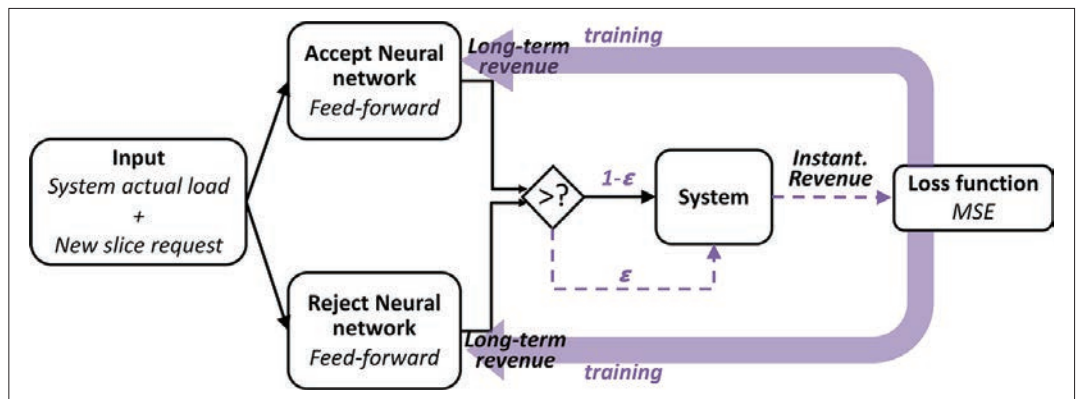 Input
System actual load
+
New slice request
Accept Neural
network
Feed-forward
Long-term
revenue
training
Reject Neural
network
Feed-forward
Long-term
revenue
training
>?
1-ε
ε
System
Instant.
Revenue
Loss function
MSE